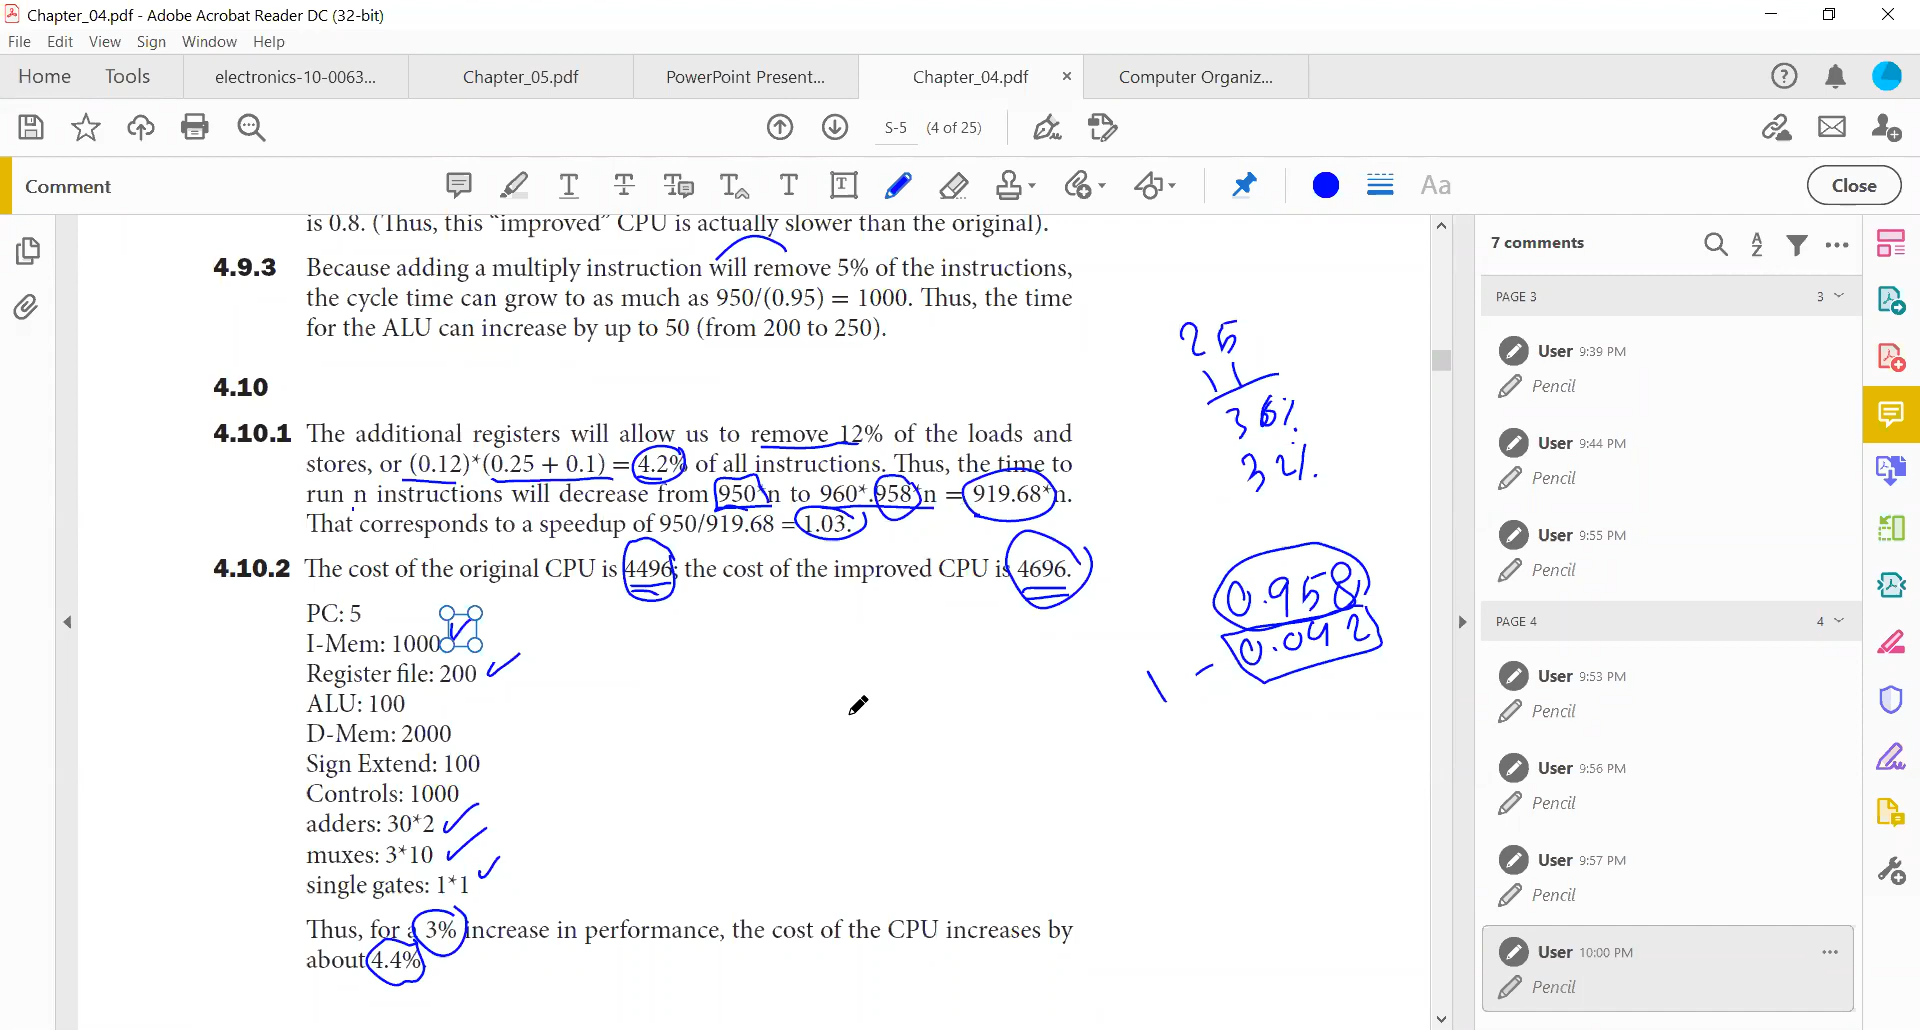 Chapter_04.pdf - Adobe Acrobat Reader DC (32-bit)
File Edit View Sign Window Help
Home Tools electronics-10-0063... Chapter_05.pdf PowerPoint Present... Chapter_04.pdf × Computer Organiz...
S-5 (4 of 25)
Comment Aa Close
is 0.8. (Thus, this “improved” CPU is actually slower than the original).
4.9.3 Because adding a multiply instruction will remove 5% of the instructions,
the cycle time can grow to as much as 950/(0.95) = 1000. Thus, the time
for the ALU can increase by up to 50 (from 200 to 250).
4.10
4.10.1 The additional registers will allow us to remove 12% of the loads and
stores, or (0.12)*(0.25 + 0.1) = 4.2% of all instructions. Thus, the time to
run n instructions will decrease from 950*n to 960*.958*n = 919.68*n.
That corresponds to a speedup of 950/919.68 = 1.03.
4.10.2 The cost of the original CPU is 4496; the cost of the improved CPU is 4696.
PC: 5
I-Mem: 1000
Register file: 200
ALU: 100
D-Mem: 2000
Sign Extend: 100
Controls: 1000
adders: 30*2
muxes: 3*10
single gates: 1*1
Thus, for a 3% increase in performance, the cost of the CPU increases by
about 4.4%.
25
11
36%
32%
0.958
1 - 0.042
7 comments
PAGE 3 3
User 9:39 PM
Pencil
User 9:44 PM
Pencil
User 9:55 PM
Pencil
PAGE 4 4
User 9:53 PM
Pencil
User 9:56 PM
Pencil
User 9:57 PM
Pencil
User 10:00 PM
Pencil